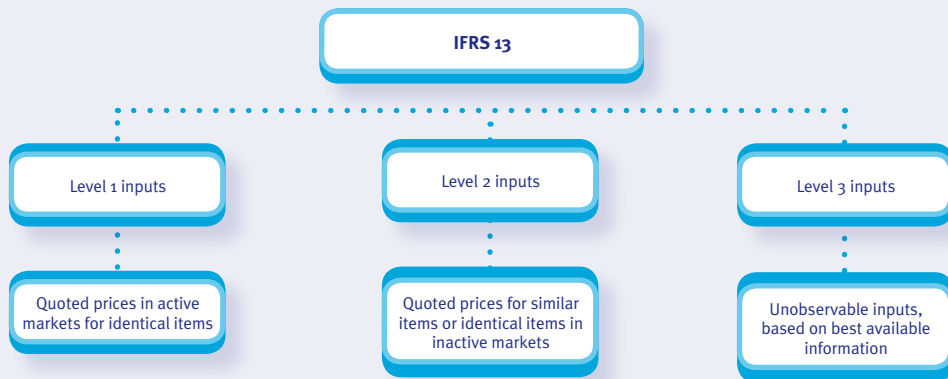 IFRS 13
Level 1 inputs
Level 2 inputs
Level 3 inputs
Quoted prices in active
markets for identical items
Quoted prices for similar
items or identical items in
inactive markets
Unobservable inputs,
based on best available
information